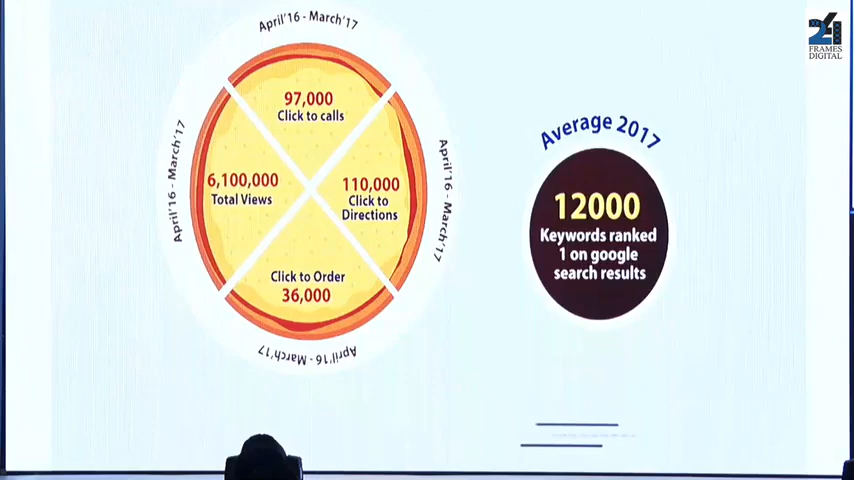 April'16 - March'17
24
FRAMES
DIGITAL
97,000
Click to calls
April'16 - March'17
6,100,000
Total Views
110,000
Click to
Directions
April'16 - March'17
Click to Order
36,000
April'16 - March'17
Average 2017
12000
Keywords ranked
1 on google
search results